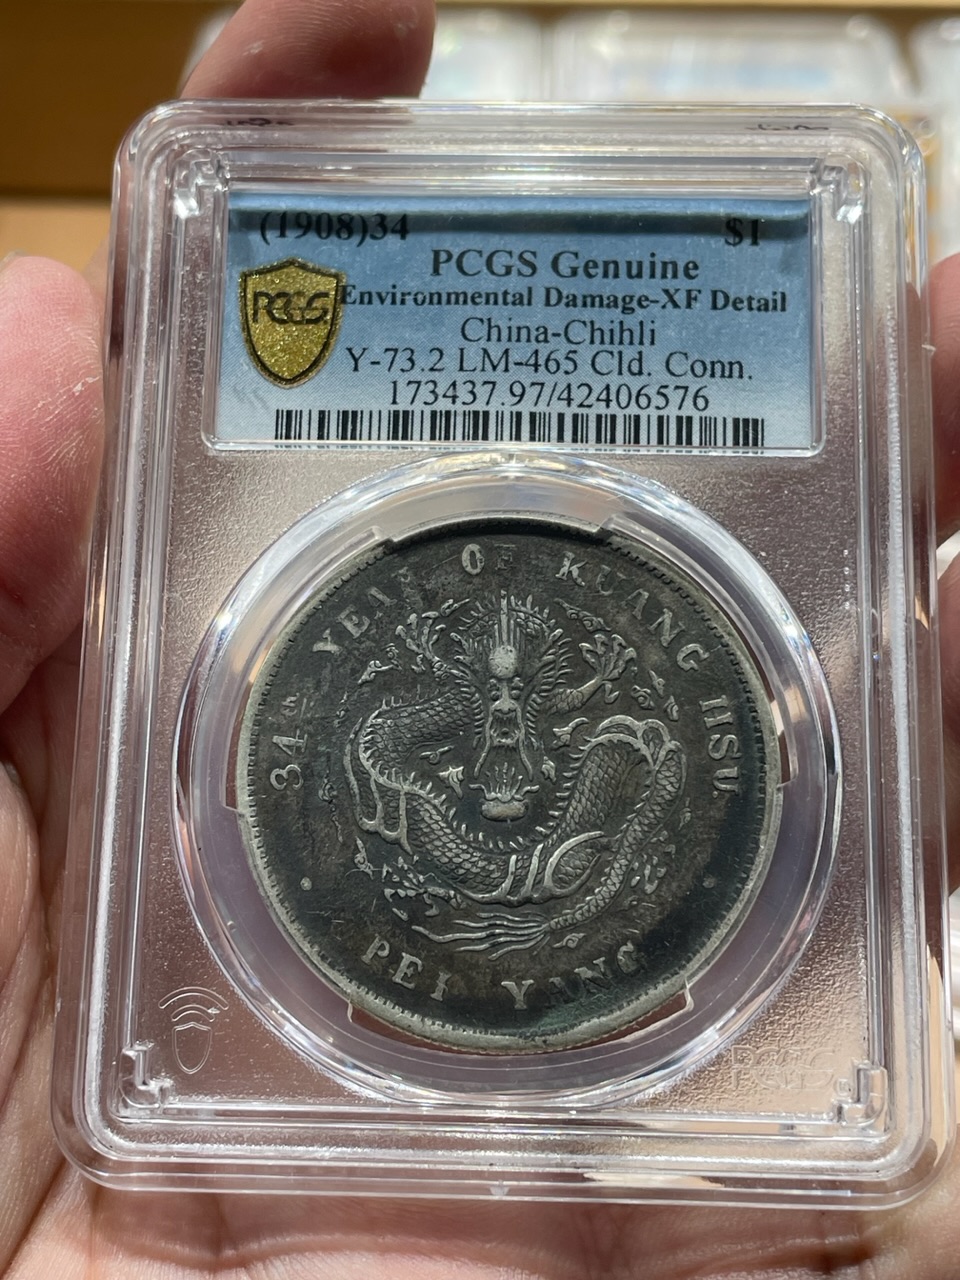 (1908)34 $1
PCGS Genuine
PCGS
Environmental Damage-XF Detail
China-Chihli
Y-73.2 LM-465 Cld. Conn.
173437.97/42406576
34TH YEAR OF KUANG HSU
PEI YANG
PCGS